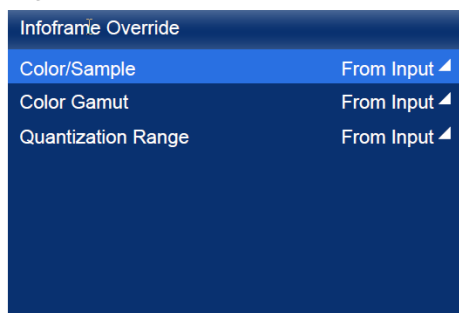 Infoframe Override
Color/Sample From Input
Color Gamut From Input
Quantization Range From Input